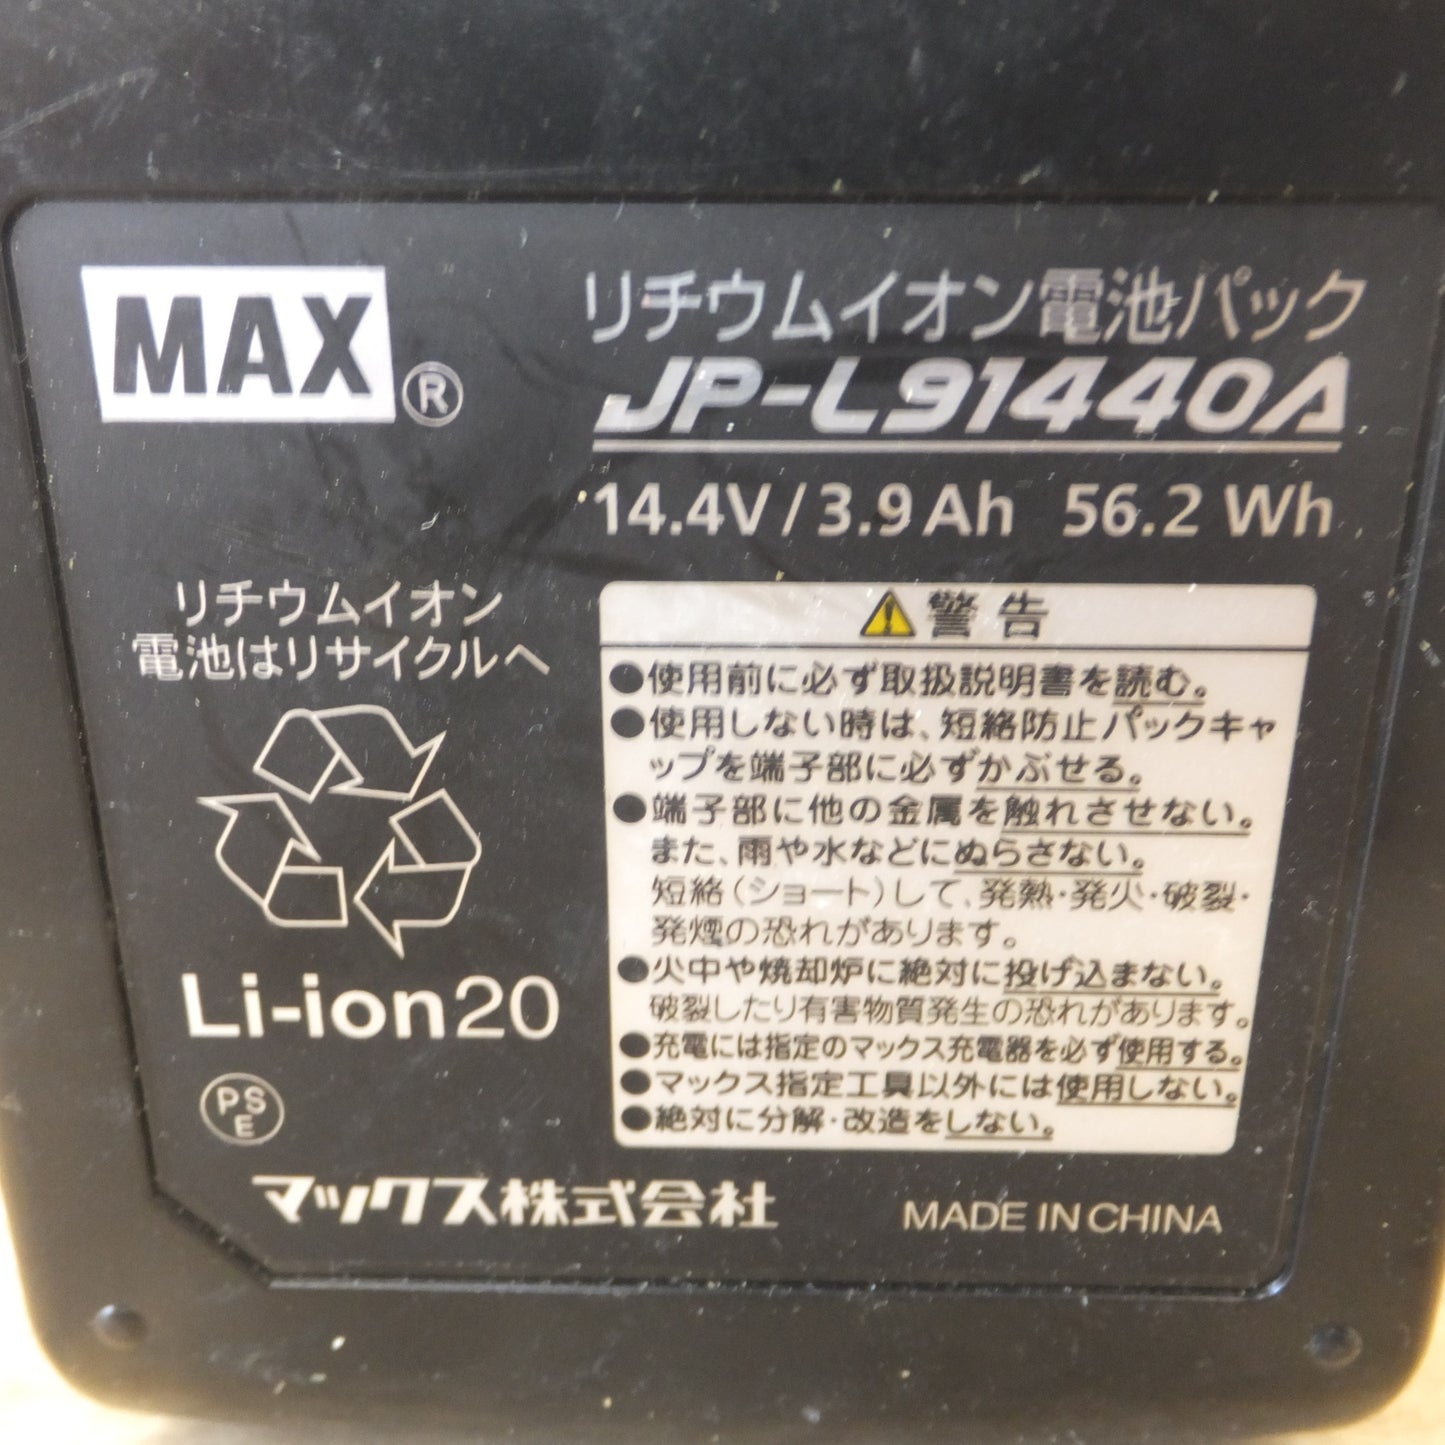 MAX®
リチウムイオン電池パック
JP-L91440A
14.4V/3.9Ah 56.2Wh
リチウムイオン
電池はリサイクルへ
Li-ion20
PSE
⚠警告
●使用前に必ず取扱説明書を読む。
●使用しない時は、短絡防止パックキャ
ップを端子部に必ずかぶせる。
●端子部に他の金属を触れさせない。
また、雨や水などにぬらさない。
短絡(ショート)して、発熱・発火・破裂・
発煙の恐れがあります。
●火中や焼却炉に絶対に投げ込まない。
破裂したり有害物質発生の恐れがあります。
●充電には指定のマックス充電器を必ず使用する。
●マックス指定工具以外には使用しない。
●絶対に分解・改造をしない。
マックス株式会社
MADE IN CHINA